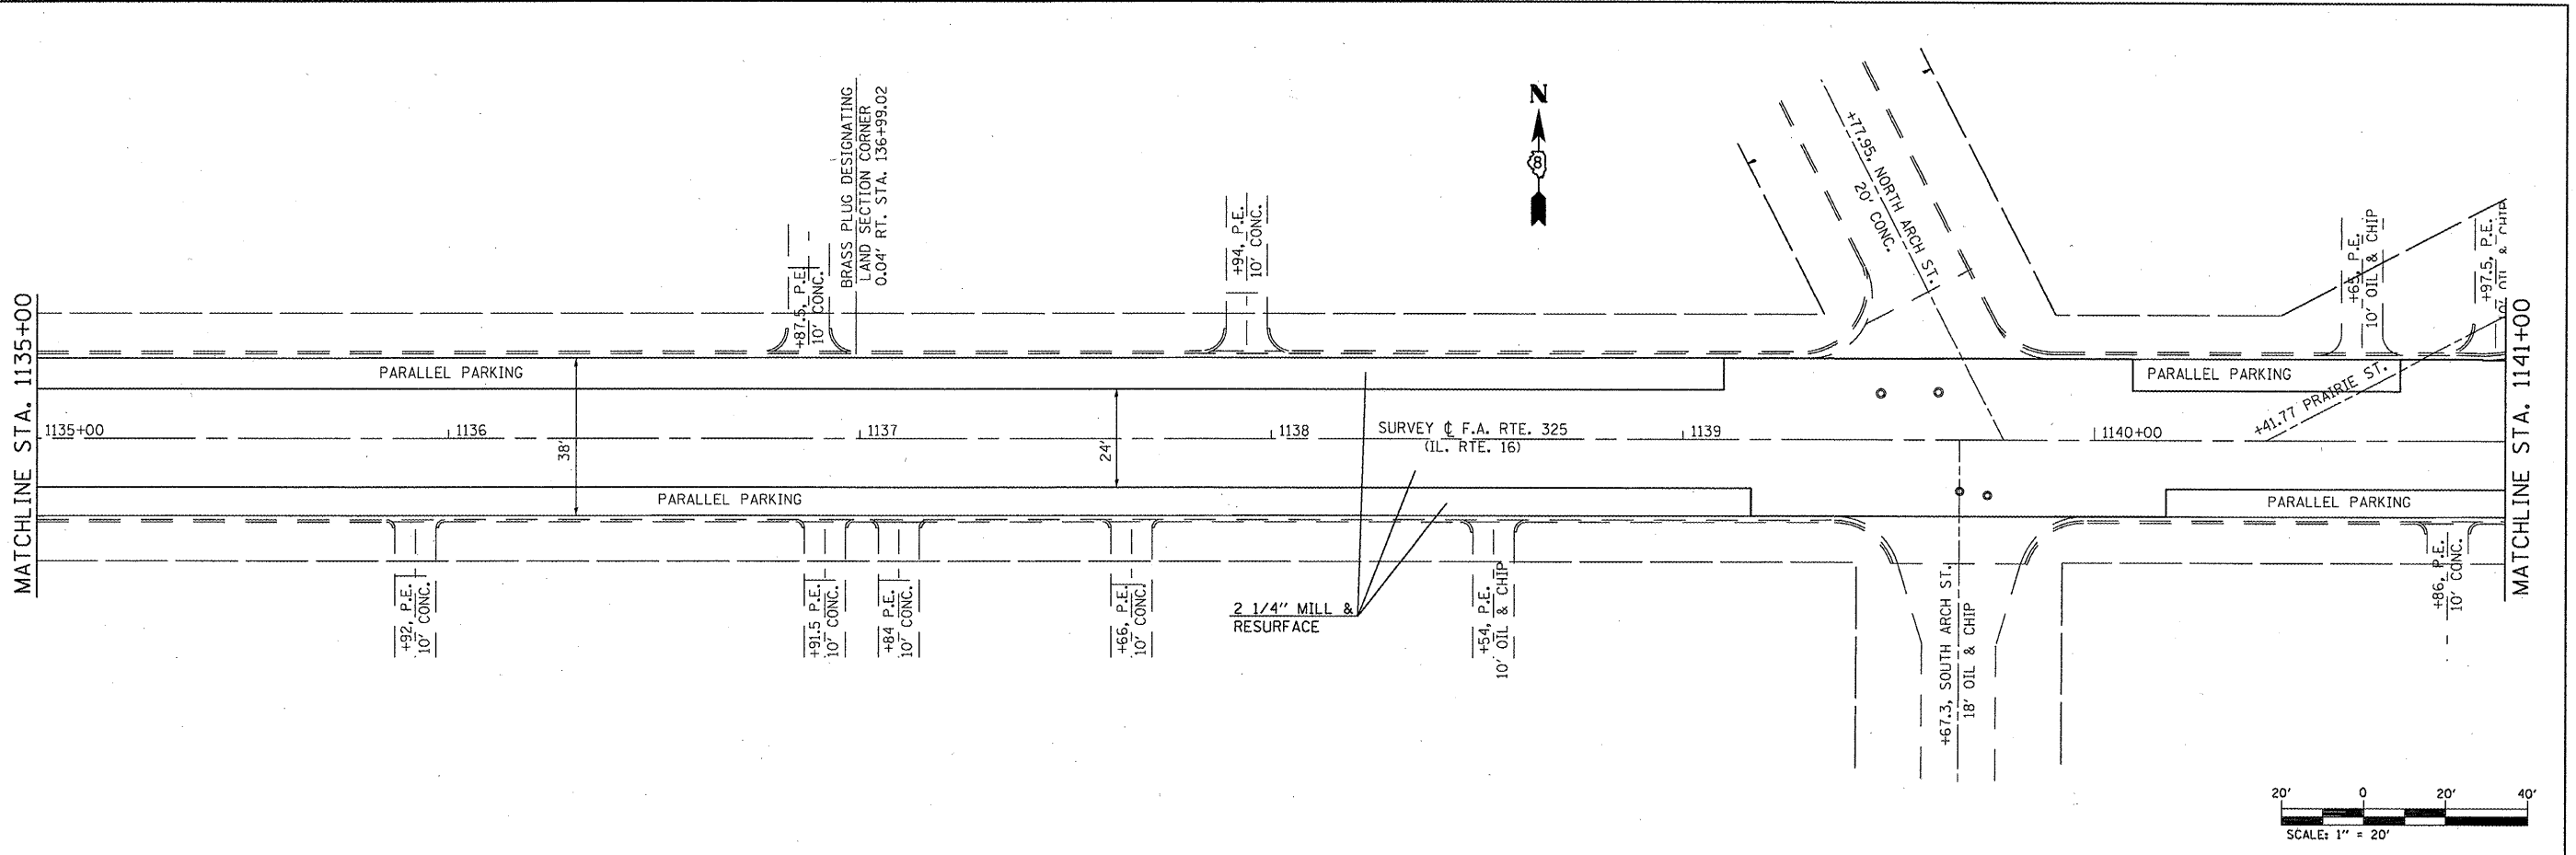 MATCHLINE STA. 1135+00
BRASS PLUG DESIGNATING
LAND SECTION CORNER
0.04' RT. STA. 136+99.02
+87.5, P.E.
10' CONC.
+94, P.E.
10' CONC.
N
8
+77.95, NORTH ARCH ST.
20' CONC.
+65, P.E.
10' OIL & CHIP
+97.5, P.E.
OIL & CHIP
PARALLEL PARKING
PARALLEL PARKING
+41.77 PRAIRIE ST.
1135+00
1136
1137
1138
SURVEY ℄ F.A. RTE. 325
(IL. RTE. 16)
1139
1140+00
38'
24'
PARALLEL PARKING
PARALLEL PARKING
MATCHLINE STA. 1141+00
+92, P.E.
10' CONC.
+91.5 P.E.
10' CONC.
+84 P.E.
10' CONC.
+66, P.E.
10' CONC.
2 1/4" MILL &
RESURFACE
+54, P.E.
10' OIL & CHIP
+67.3, SOUTH ARCH ST.
18' OIL & CHIP
+86, P.E.
10' CONC.
20' 0 20' 40'
SCALE: 1" = 20'